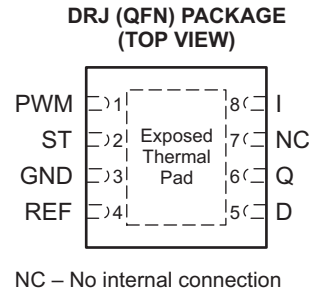 DRJ (QFN) PACKAGE
(TOP VIEW)
PWM 1 8 I
ST 2 Exposed 7 NC
Thermal
GND 3 Pad 6 Q
REF 4 5 D
NC – No internal connection